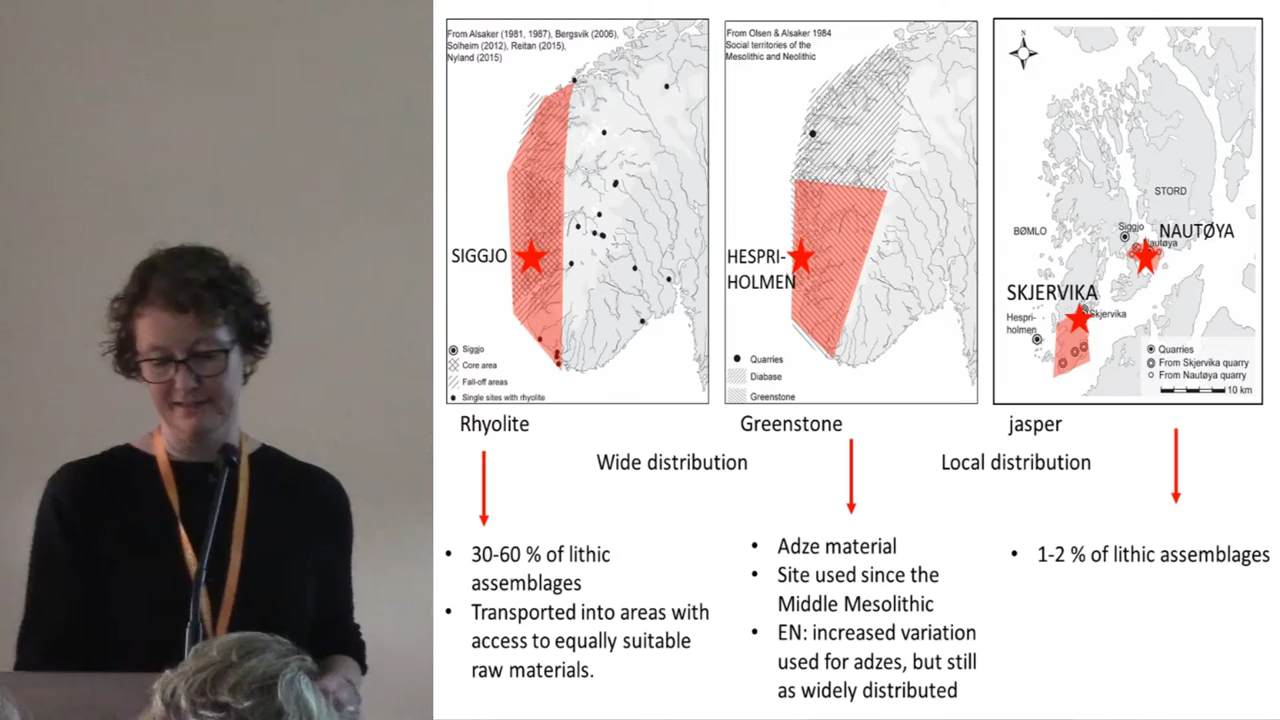 From Alsaker (1981, 1987), Bergsvik (2006),
Solheim (2012), Reitan (2015),
Nyland (2015)
SIGGJO
Siggjo
Core area
Fall-off areas
Single sites with rhyolite
From Olsen & Alsaker 1984
Social territories of the
Mesolithic and Neolithic
HESPRI-
HOLMEN
Quarries
Diabase
Greenstone
N
STORD
BØMLO
Siggjo
NAUTØYA
Nautøya
SKJERVIKA
Skjervika
Hespri-
holmen
Quarries
From Skjervika quarry
From Nautøya quarry
10 km
Rhyolite
Greenstone
jasper
Wide distribution
Local distribution
• 30-60 % of lithic
assemblages
• Transported into areas with
access to equally suitable
raw materials.
• Adze material
• Site used since the
Middle Mesolithic
• EN: increased variation
used for adzes, but still
as widely distributed
• 1-2 % of lithic assemblages